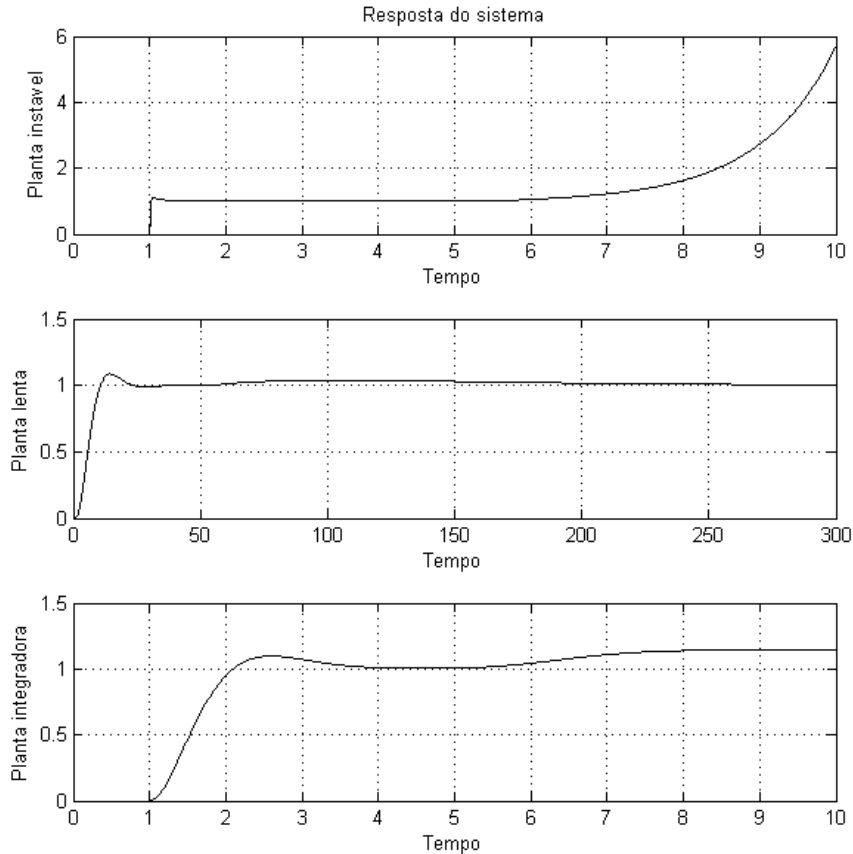 Resposta do sistema
6
4
2
0
Planta instavel
0 1 2 3 4 5 6 7 8 9 10
Tempo
1.5
1
0.5
0
Planta lenta
0 50 100 150 200 250 300
Tempo
1.5
1
0.5
0
Planta integradora
0 1 2 3 4 5 6 7 8 9 10
Tempo